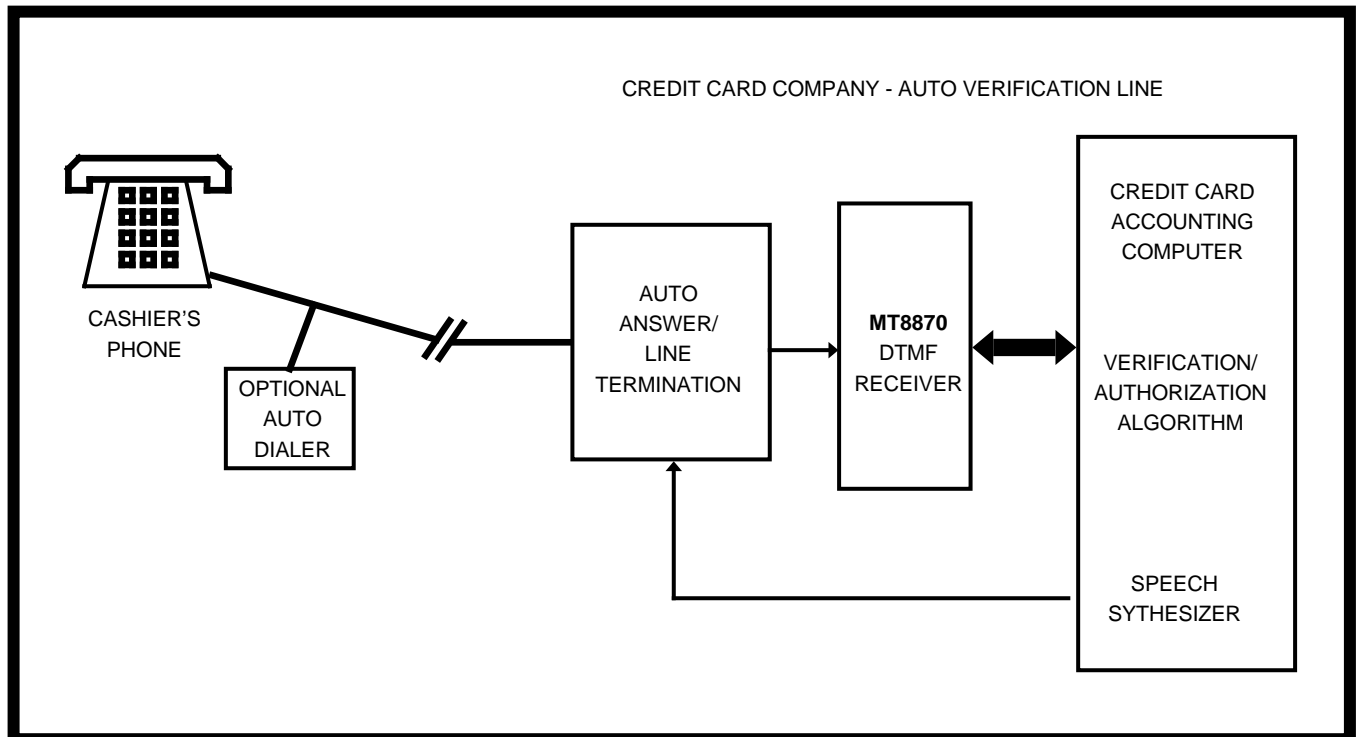 CREDIT CARD COMPANY - AUTO VERIFICATION LINE
CASHIER'S
PHONE
OPTIONAL
AUTO
DIALER
AUTO
ANSWER/
LINE
TERMINATION
MT8870
DTMF
RECEIVER
CREDIT CARD
ACCOUNTING
COMPUTER
VERIFICATION/
AUTHORIZATION
ALGORITHM
SPEECH
SYTHESIZER